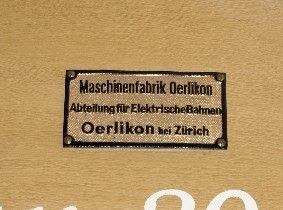 Maschinenfabrik Oerlikon
Abteilung für Elektrische Bahnen
Oerlikon bei Zürich